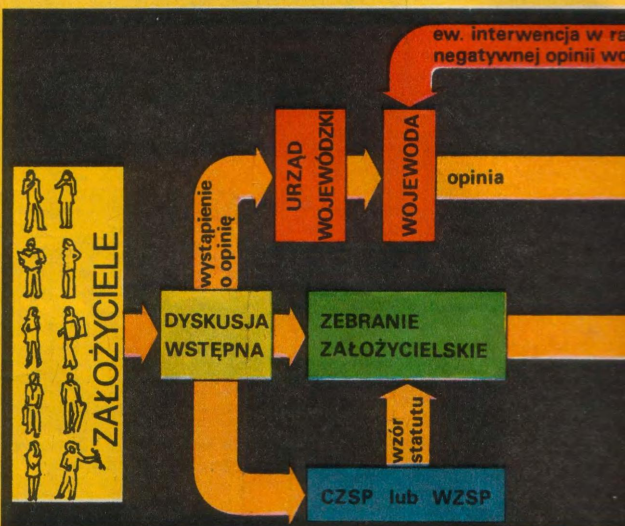 ew. interwencja w
negatywnej opinii
URZĄD
WOJEWÓDZKI
WOJEWODA
opinia
wystąpienie
o opinię
ZAŁOŻYCIELE
DYSKUSJA
WSTĘPNA
ZEBRANIE
ZAŁOŻYCIELSKIE
wzór
statutu
CZSP lub WZSP